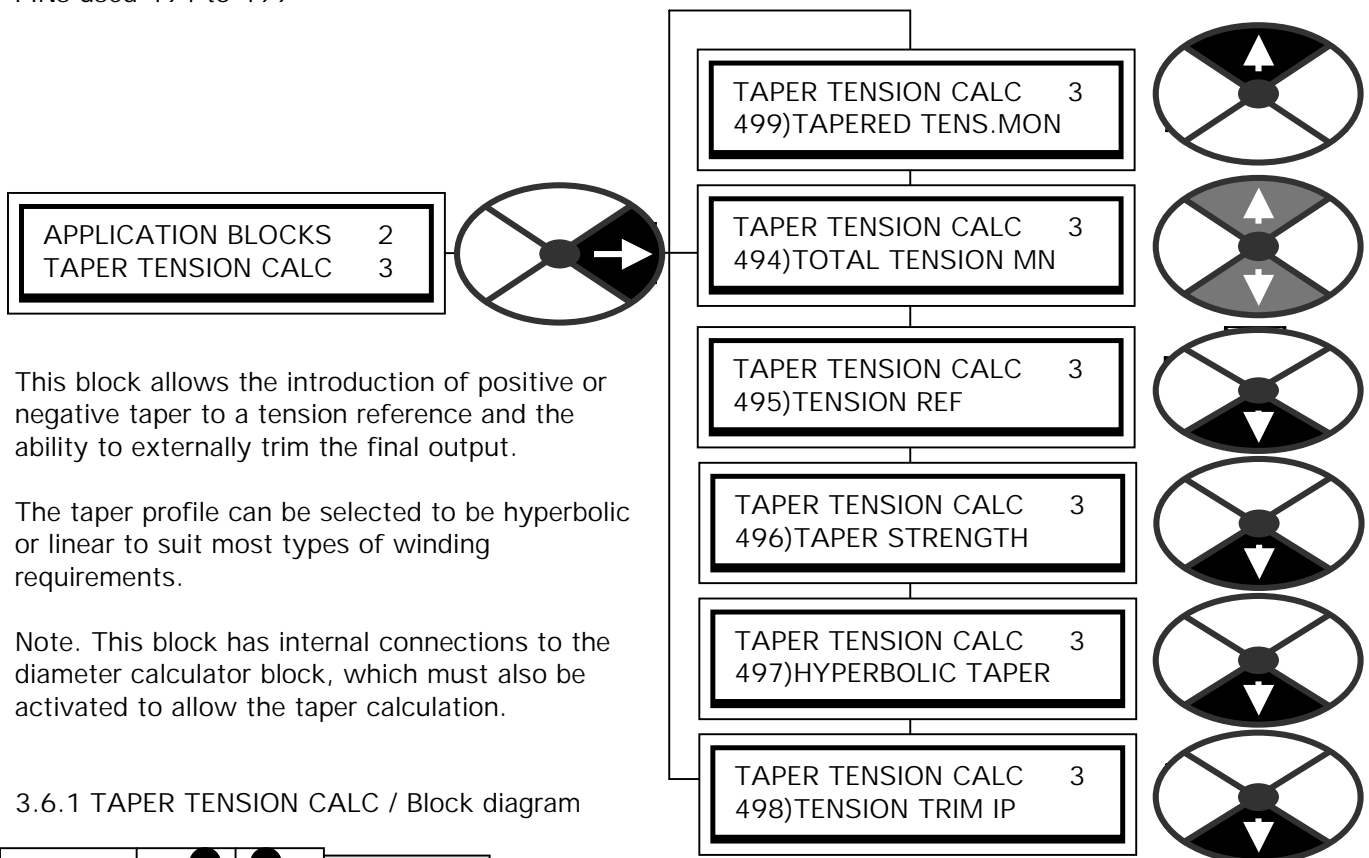 TAPER TENSION CALC 3
499)TAPERED TENS.MON
APPLICATION BLOCKS 2
TAPER TENSION CALC 3
TAPER TENSION CALC 3
494)TOTAL TENSION MN
TAPER TENSION CALC 3
495)TENSION REF
TAPER TENSION CALC 3
496)TAPER STRENGTH
TAPER TENSION CALC 3
497)HYPERBOLIC TAPER
TAPER TENSION CALC 3
498)TENSION TRIM IP
This block allows the introduction of positive or
negative taper to a tension reference and the
ability to externally trim the final output.
The taper profile can be selected to be hyperbolic
or linear to suit most types of winding
requirements.
Note. This block has internal connections to the
diameter calculator block, which must also be
activated to allow the taper calculation.
3.6.1 TAPER TENSION CALC / Block diagram